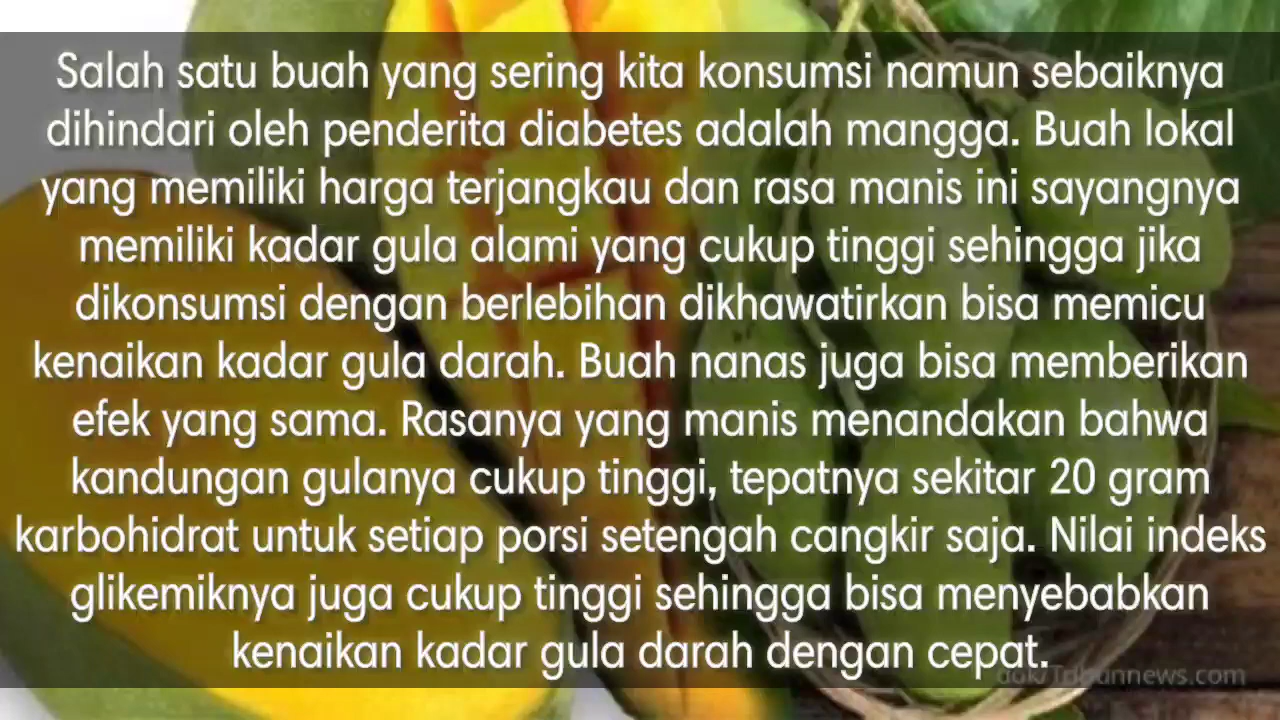 Salah satu buah yang sering kita konsumsi namun sebaiknya
dihindari oleh penderita diabetes adalah mangga. Buah lokal
yang memiliki harga terjangkau dan rasa manis ini sayangnya
memiliki kadar gula alami yang cukup tinggi sehingga jika
dikonsumsi dengan berlebihan dikhawatirkan bisa memicu
kenaikan kadar gula darah. Buah nanas juga bisa memberikan
efek yang sama. Rasanya yang manis menandakan bahwa
kandungan gulanya cukup tinggi, tepatnya sekitar 20 gram
karbohidrat untuk setiap porsi setengah cangkir saja. Nilai indeks
glikemiknya juga cukup tinggi sehingga bisa menyebabkan
kenaikan kadar gula darah dengan cepat.
dok/Tribunnews.com